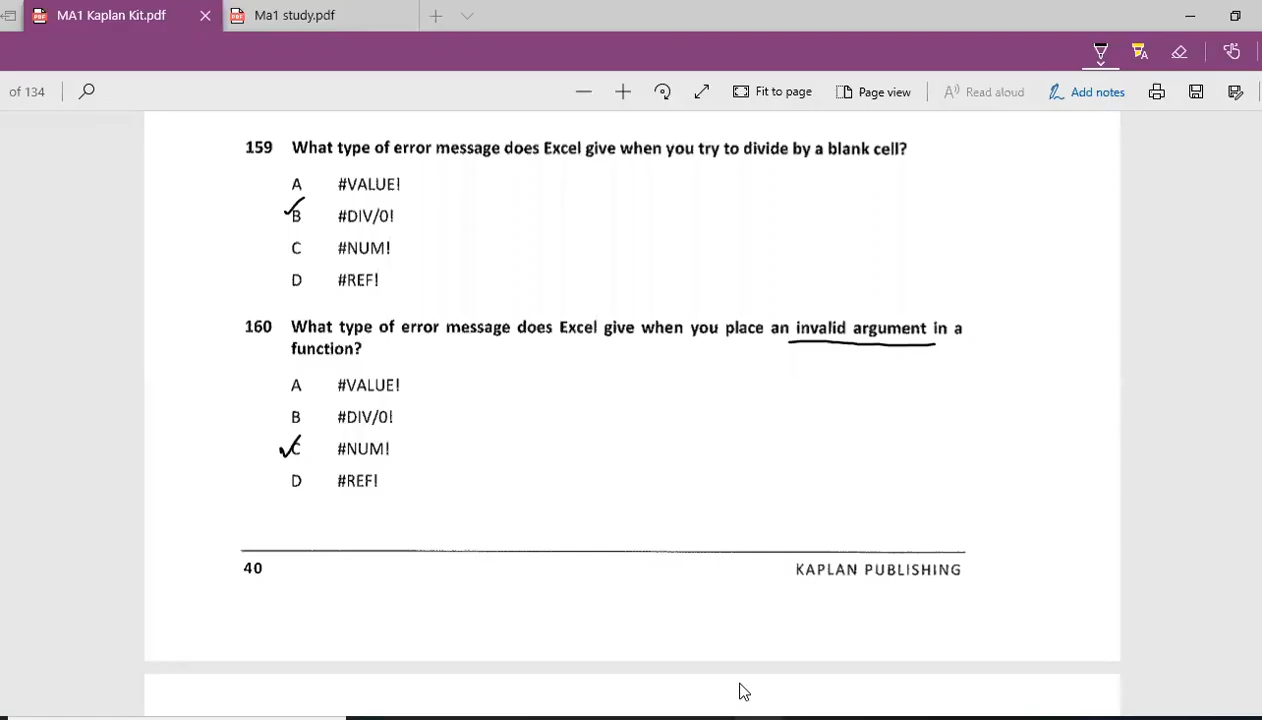 MA1 Kaplan Kit.pdf
Ma1 study.pdf
of 134
Fit to page
Page view
Read aloud
Add notes
159 What type of error message does Excel give when you try to divide by a blank cell?
A #VALUE!
B #DIV/0!
C #NUM!
D #REF!
160 What type of error message does Excel give when you place an invalid argument in a
function?
A #VALUE!
B #DIV/0!
C #NUM!
D #REF!
40 KAPLAN PUBLISHING